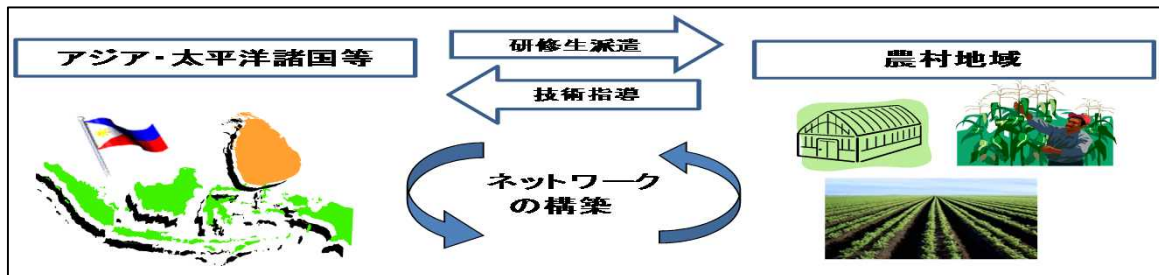 アジア・太平洋諸国等
研修生派遣
技術指導
農村地域
ネットワーク
の構築